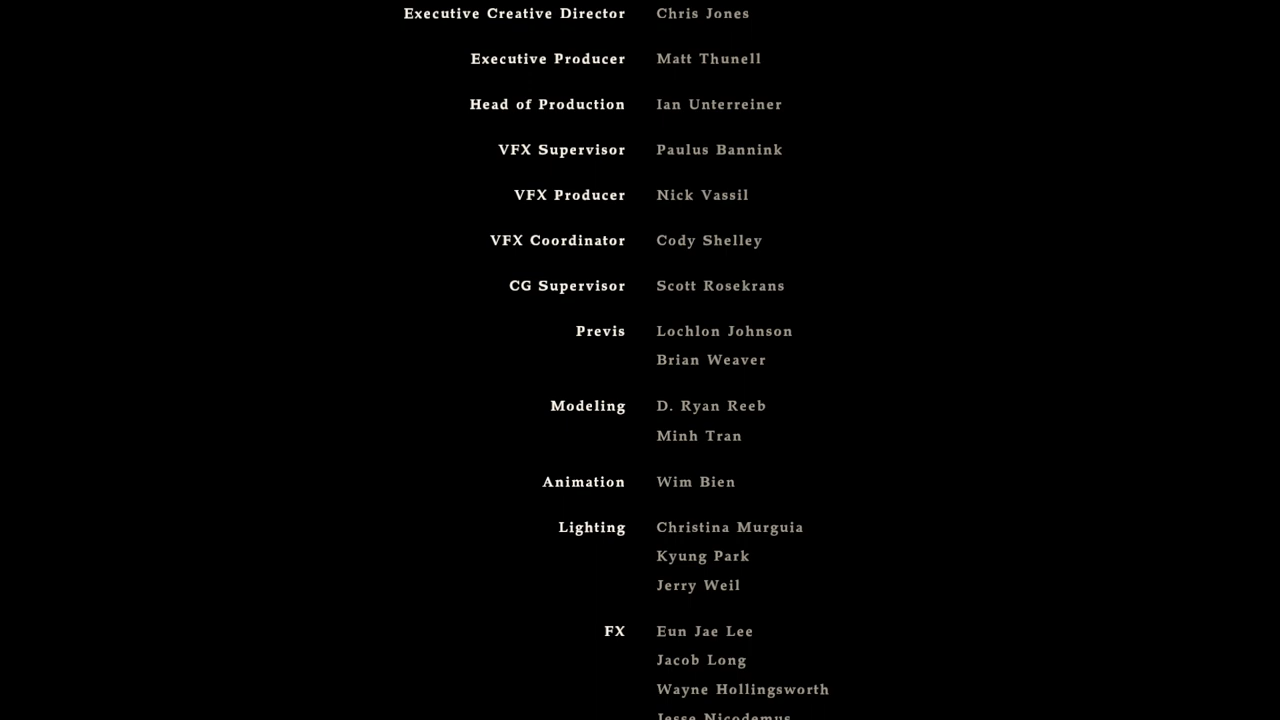 Executive Creative Director Chris Jones
Executive Producer Matt Thunell
Head of Production Ian Unterreiner
VFX Supervisor Paulus Bannink
VFX Producer Nick Vassil
VFX Coordinator Cody Shelley
CG Supervisor Scott Rosekrans
Previs Lochlon Johnson
Brian Weaver
Modeling D. Ryan Reeb
Minh Tran
Animation Wim Bien
Lighting Christina Murguia
Kyung Park
Jerry Weil
FX Eun Jae Lee
Jacob Long
Wayne Hollingsworth
Jesse Nicodemus